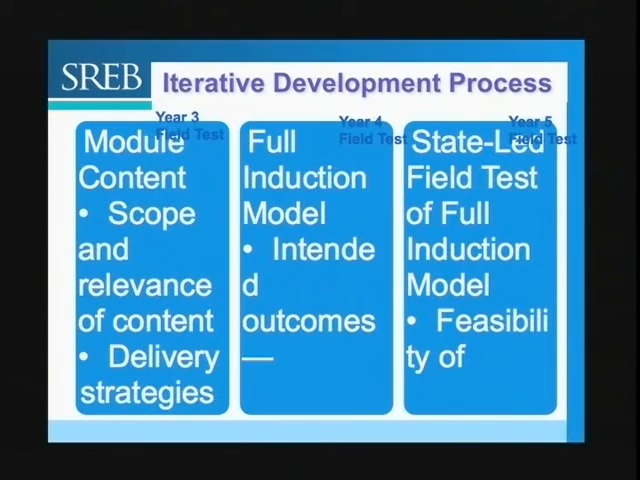 SREB
Iterative Development Process
Year 3
Field Test
Module
Content
• Scope
and
relevance
of content
• Delivery
strategies
Year 4
Field Test
Full
Induction
Model
• Intende
d
outcomes
—
Year 5
Field Test
State-Led
Field Test
of Full
Induction
Model
• Feasibili
ty of